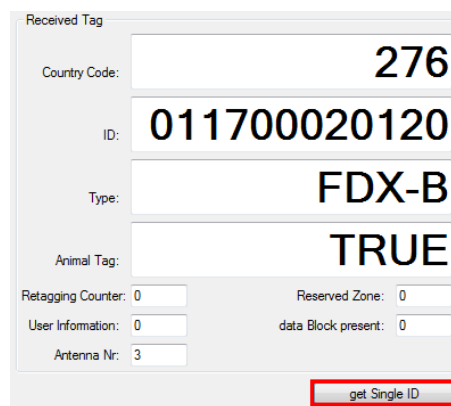 Received Tag
Country Code: 276
ID: 011700020120
Type: FDX-B
Animal Tag: TRUE
Retagging Counter: 0 Reserved Zone: 0
User Information: 0 data Block present: 0
Antenna Nr: 3
get Single ID